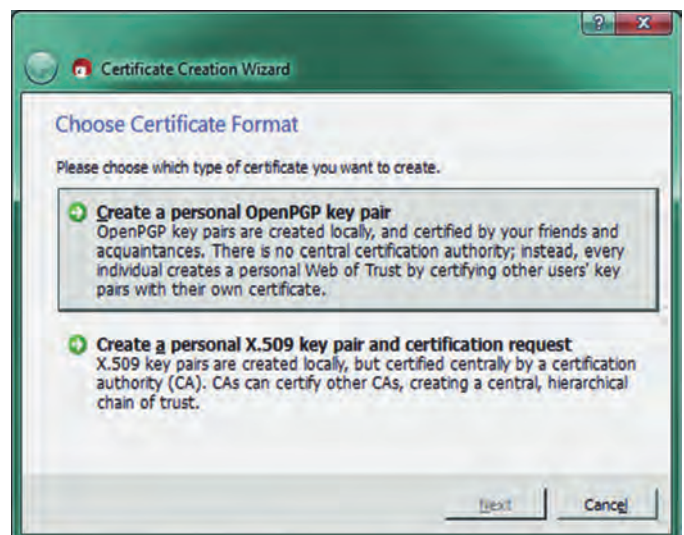 Certificate Creation Wizard
Choose Certificate Format
Please choose which type of certificate you want to create.
Create a personal OpenPGP key pair
OpenPGP key pairs are created locally, and certified by your friends and
acquaintances. There is no central certification authority; instead, every
individual creates a personal Web of Trust by certifying other users' key
pairs with their own certificate.
Create a personal X.509 key pair and certification request
X.509 key pairs are created locally, but certified centrally by a certification
authority (CA). CAs can certify other CAs, creating a central, hierarchical
chain of trust.
Next Cancel